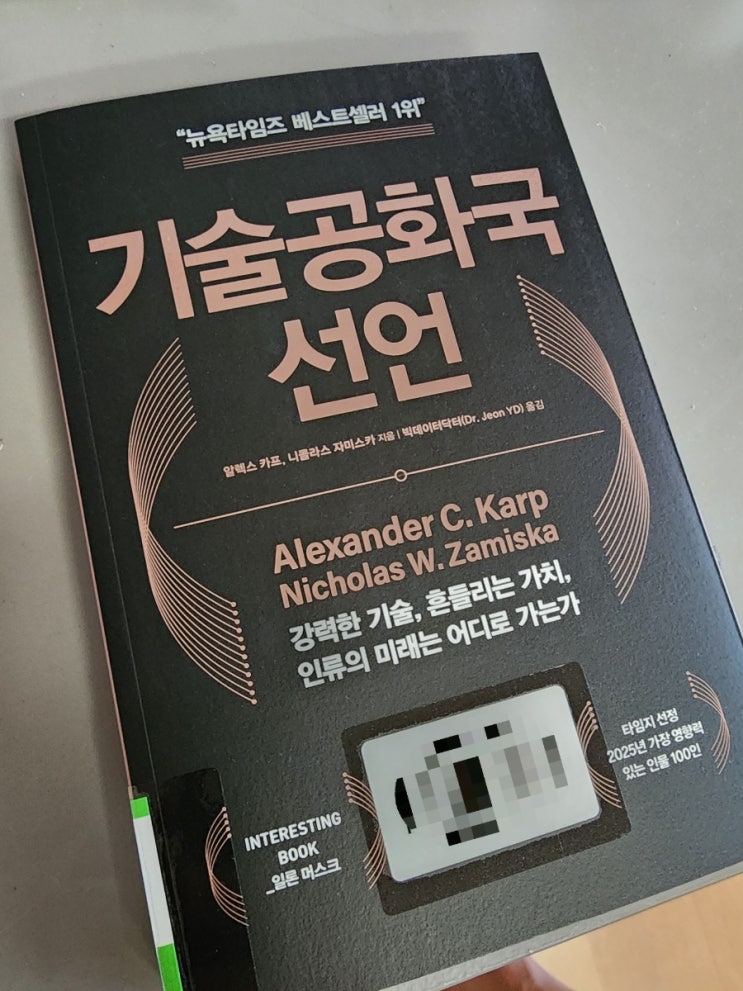 "뉴욕타임즈 베스트셀러 1위"
기술공화국
선언
알렉스 카프, 니콜라스 자미스카 지음 | 빅데이터닥터(Dr. Jeon YD) 옮김
Alexander C. Karp
Nicholas W. Zamiska
강력한 기술, 흔들리는 가치,
인류의 미래는 어디로 가는가
타임지 선정
2025년 가장 영향력
있는 인물 100인
INTERESTING
BOOK
_일론 머스크